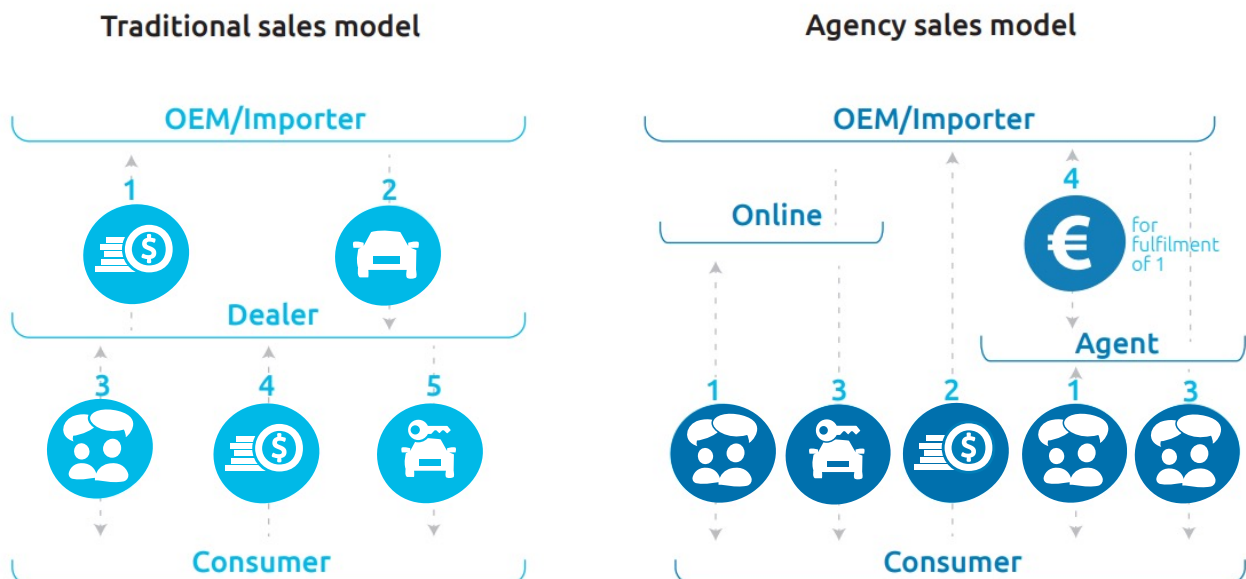 Traditional sales model
OEM/Importer
1
2
$
Dealer
3
4
5
$
Consumer
Agency sales model
OEM/Importer
Online
4
€
for
fulfilment
of 1
Agent
1
3
2
1
3
$
Consumer